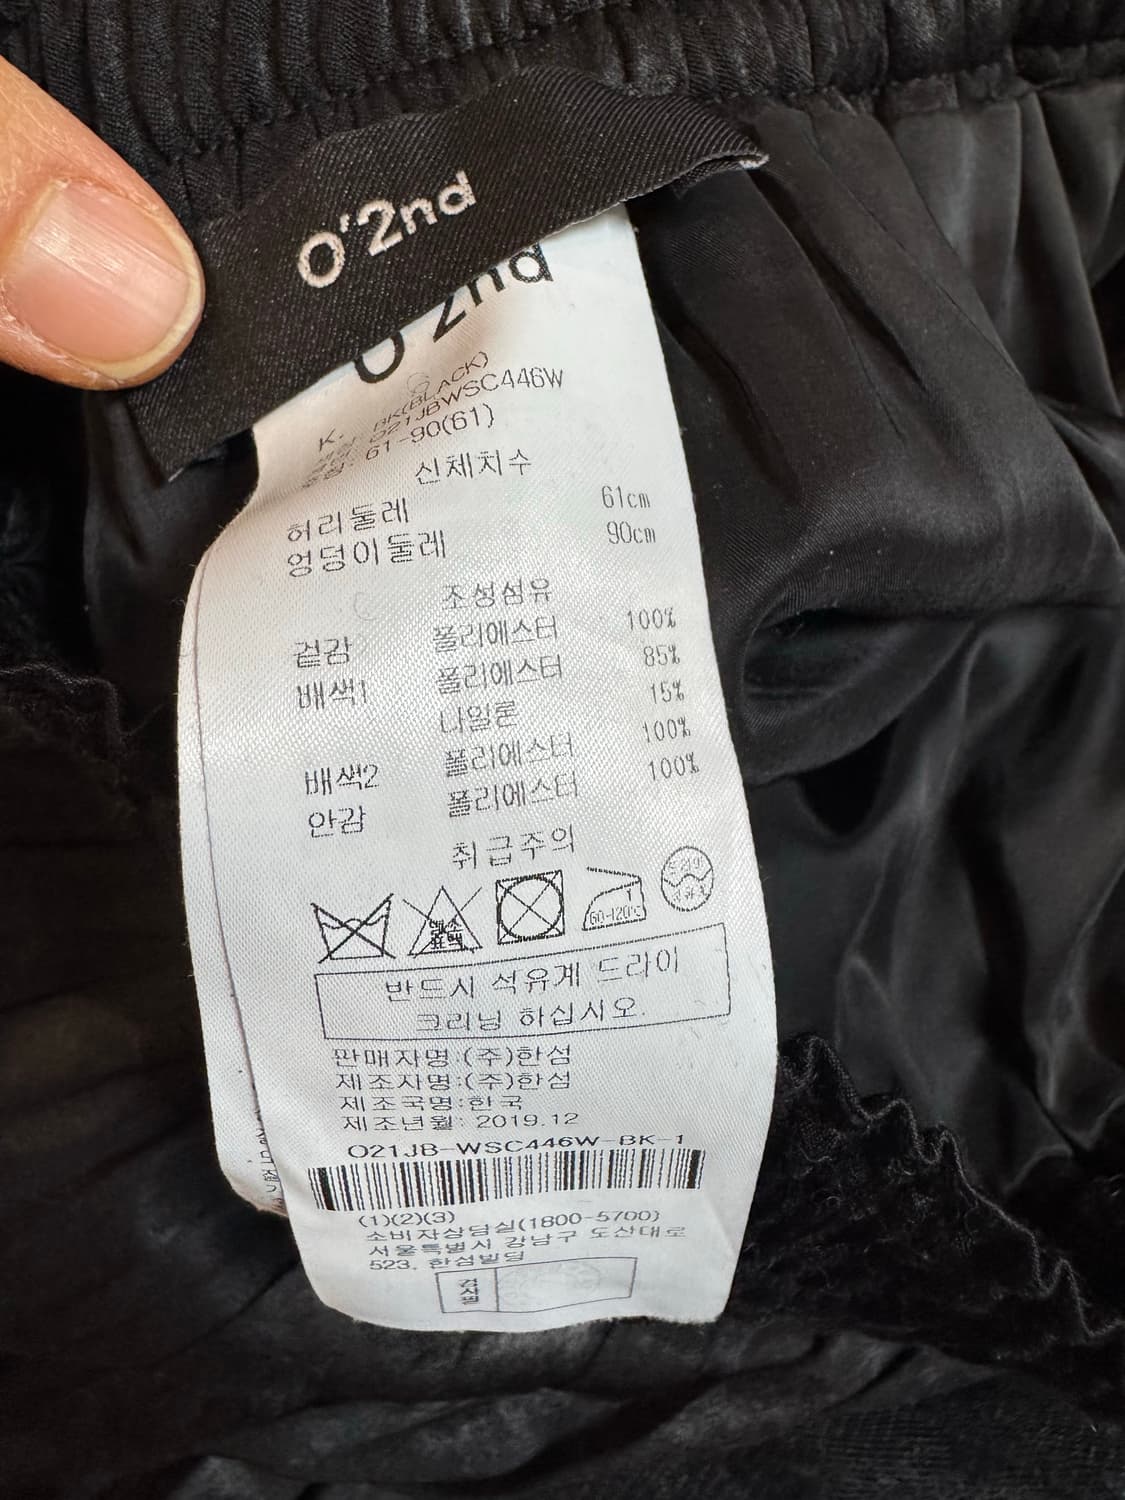 O'2nd
O'2nd
BK(BLACK)
O21JBWSC446W
61-90(61)
신체치수
허리둘레 61cm
엉덩이둘레 90cm
조성섬유
겉감 폴리에스터 100%
배색1 폴리에스터 85%
나일론 15%
배색2 폴리에스터 100%
안감 폴리에스터 100%
취급주의
염소
표백
60-120℃
반드시 석유계 드라이
크리닝 하십시오.
판매자명:(주)한섬
제조자명:(주)한섬
제조국명:한국
제조년월: 2019.12
O21JB-WSC446W-BK-1
(1)(2)(3)
소비자상담실(1800-5700)
서울특별시 강남구 도산대로
523, 한섬빌딩
검사필